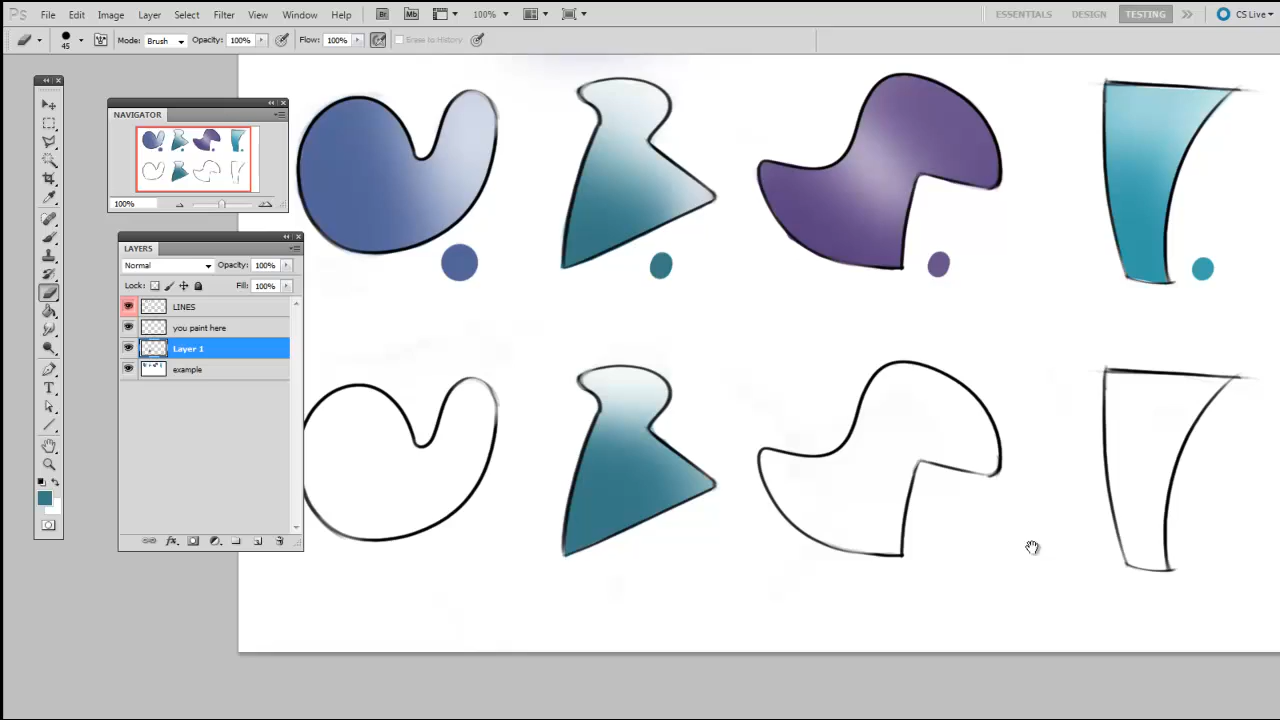 Ps File Edit Image Layer Select Filter View Window Help Br Mb 100% ESSENTIALS DESIGN TESTING CS Live
45 Mode: Brush Opacity: 100% Flow: 100% Erase to History
NAVIGATOR
100%
LAYERS
Normal Opacity: 100%
Lock: Fill: 100%
LINES
you paint here
Layer 1
example
fx
T